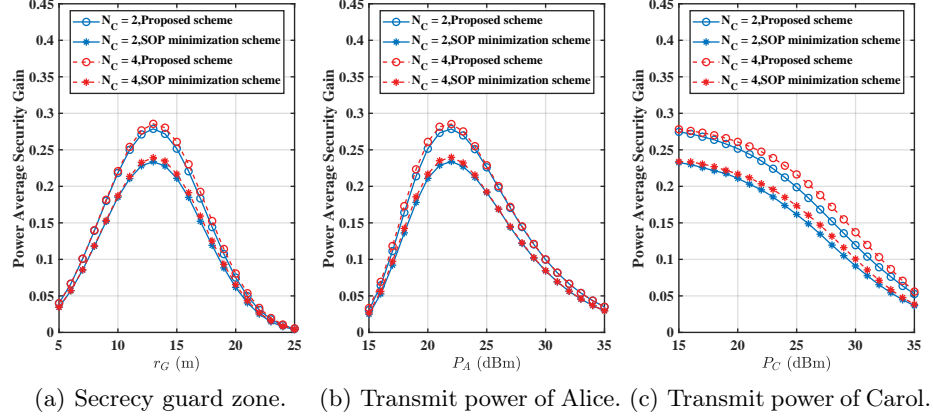 Power Average Security Gain
0.45
0.4
0.35
0.3
0.25
0.2
0.15
0.1
0.05
0
N_C = 2,Proposed scheme
N_C = 2,SOP minimization scheme
N_C = 4,Proposed scheme
N_C = 4,SOP minimization scheme
5 10 15 20 25
r_G (m)
(a) Secrecy guard zone.
Power Average Security Gain
0.45
0.4
0.35
0.3
0.25
0.2
0.15
0.1
0.05
0
N_C = 2,Proposed scheme
N_C = 2,SOP minimization scheme
N_C = 4,Proposed scheme
N_C = 4,SOP minimization scheme
15 20 25 30 35
P_A (dBm)
(b) Transmit power of Alice.
Power Average Security Gain
0.45
0.4
0.35
0.3
0.25
0.2
0.15
0.1
0.05
0
N_C = 2,Proposed scheme
N_C = 2,SOP minimization scheme
N_C = 4,Proposed scheme
N_C = 4,SOP minimization scheme
15 20 25 30 35
P_C (dBm)
(c) Transmit power of Carol.